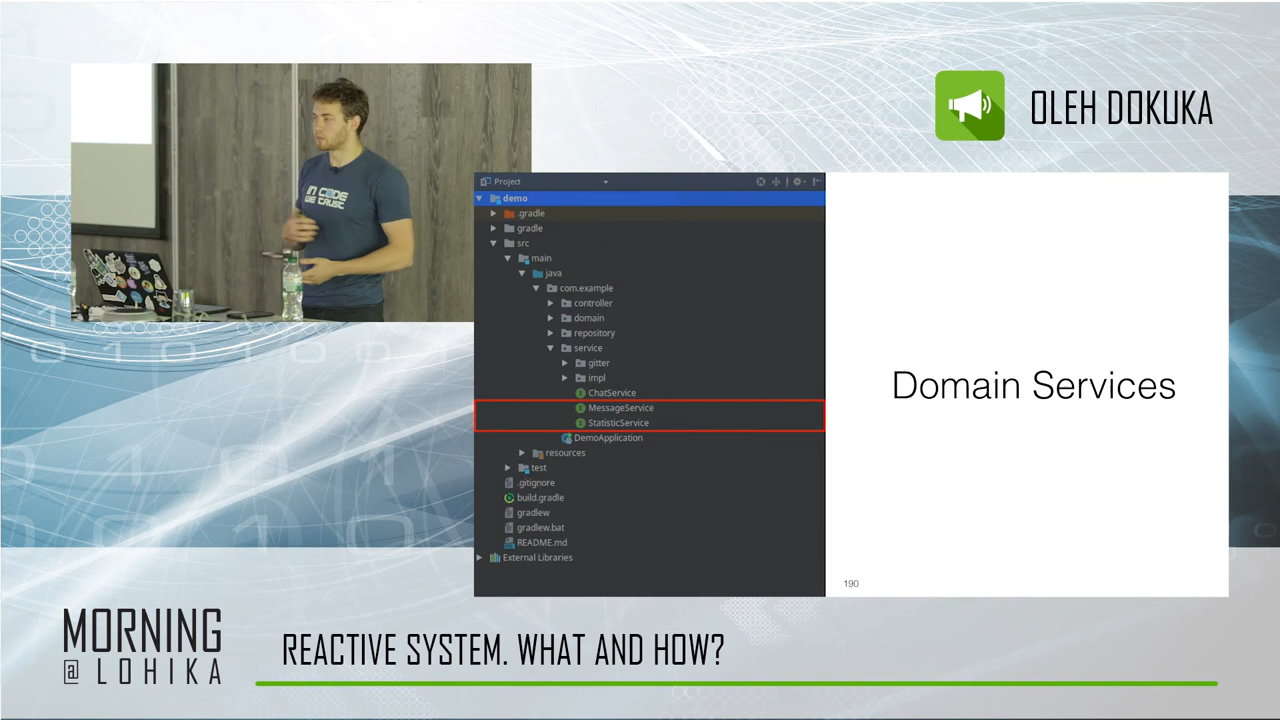 OLEH DOKUKA
IN CODE
WE TRUST
Project
demo
.gradle
gradle
src
main
java
com.example
controller
domain
repository
service
gitter
impl
ChatService
MessageService
StatisticService
DemoApplication
resources
test
.gitignore
build.gradle
gradlew
gradlew.bat
README.md
External Libraries
Domain Services
190
MORNING
@ LOHIKA
REACTIVE SYSTEM. WHAT AND HOW?